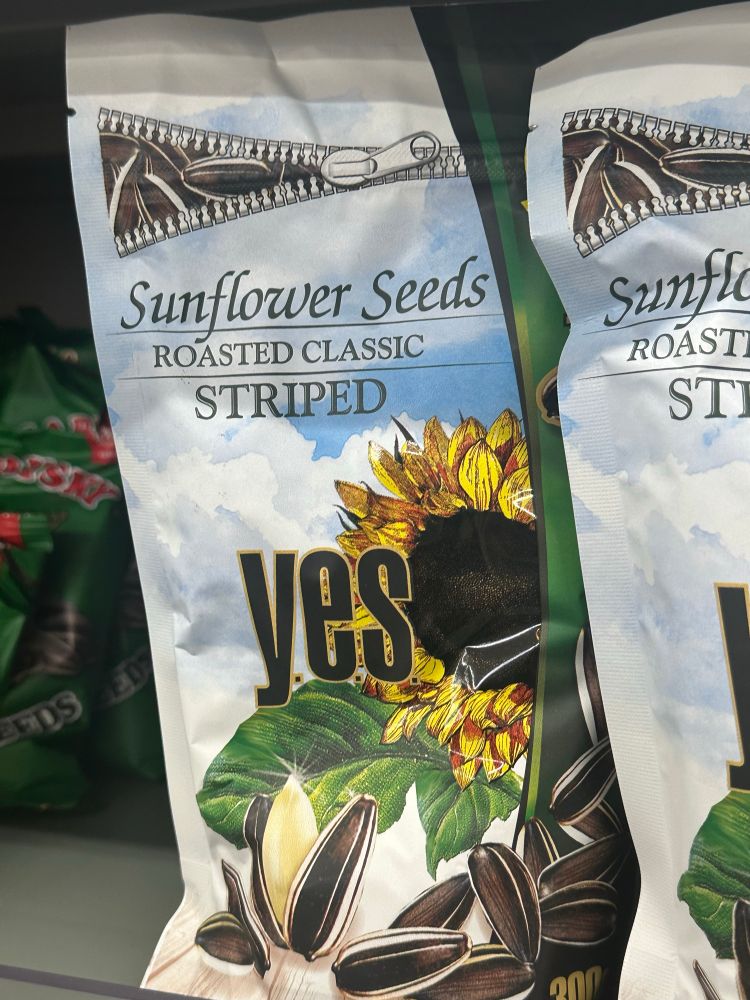 Sunflower Seeds
ROASTED CLASSIC
STRIPED
y.e.s.